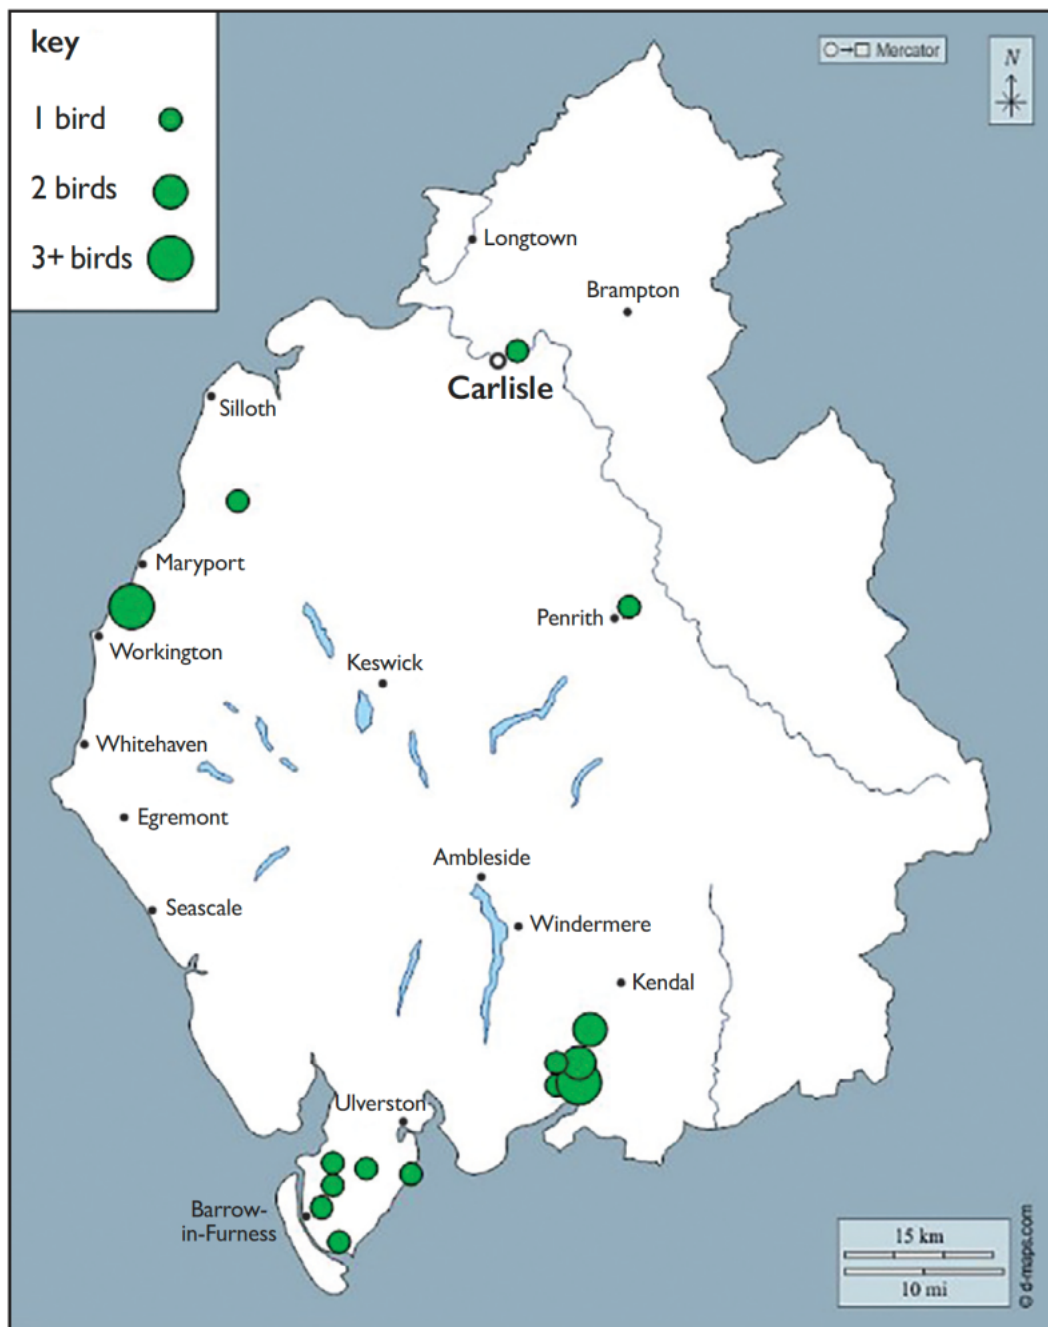 key
1 bird
2 birds
3+ birds
○→□ Mercator
N
Longtown
Brampton
Carlisle
Silloth
Maryport
Penrith
Workington
Keswick
Whitehaven
Egremont
Ambleside
Seascale
Windermere
Kendal
Ulverston
Barrow-
in-Furness
15 km
10 mi
© d-maps.com